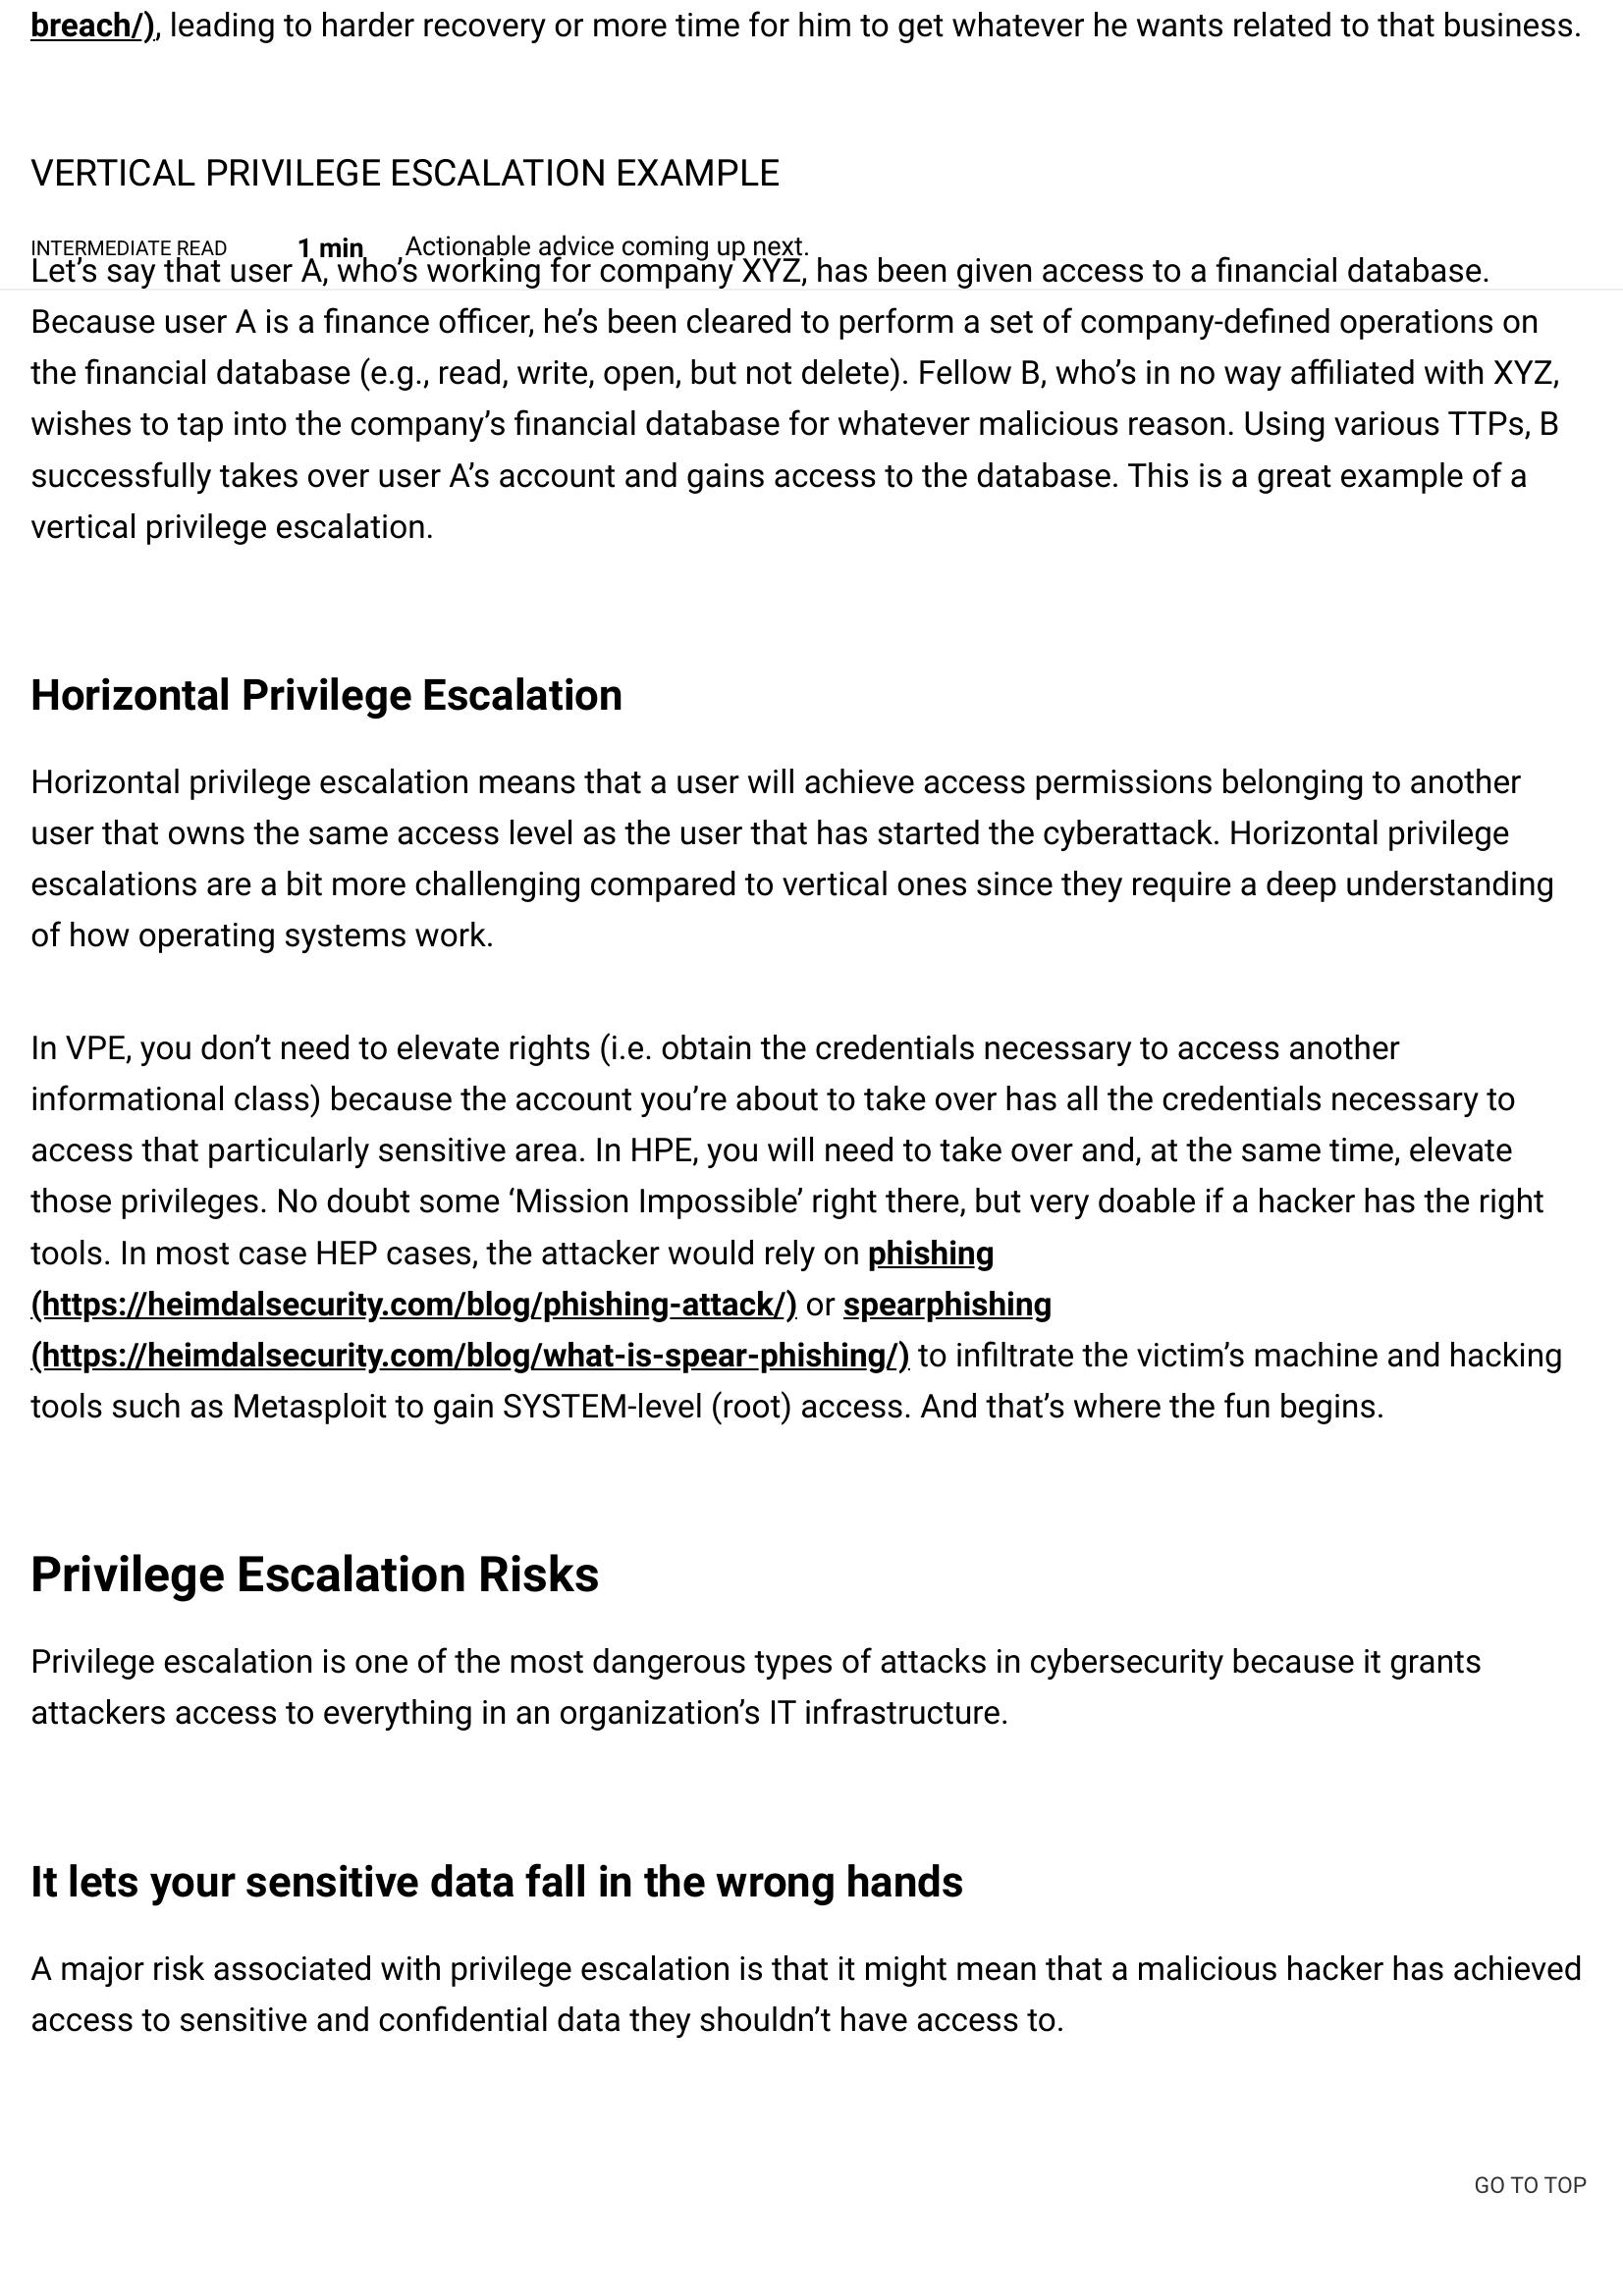 breach/), leading to harder recovery or more time for him to get whatever he wants related to that business.
VERTICAL PRIVILEGE ESCALATION EXAMPLE
INTERMEDIATE READ 1 min Actionable advice coming up next.
Let’s say that user A, who’s working for company XYZ, has been given access to a financial database.
Because user A is a finance officer, he’s been cleared to perform a set of company-defined operations on
the financial database (e.g., read, write, open, but not delete). Fellow B, who’s in no way affiliated with XYZ,
wishes to tap into the company’s financial database for whatever malicious reason. Using various TTPs, B
successfully takes over user A’s account and gains access to the database. This is a great example of a
vertical privilege escalation.
Horizontal Privilege Escalation
Horizontal privilege escalation means that a user will achieve access permissions belonging to another
user that owns the same access level as the user that has started the cyberattack. Horizontal privilege
escalations are a bit more challenging compared to vertical ones since they require a deep understanding
of how operating systems work.
In VPE, you don’t need to elevate rights (i.e. obtain the credentials necessary to access another
informational class) because the account you’re about to take over has all the credentials necessary to
access that particularly sensitive area. In HPE, you will need to take over and, at the same time, elevate
those privileges. No doubt some ‘Mission Impossible’ right there, but very doable if a hacker has the right
tools. In most case HEP cases, the attacker would rely on phishing
(https://heimdalsecurity.com/blog/phishing-attack/) or spearphishing
(https://heimdalsecurity.com/blog/what-is-spear-phishing/) to infiltrate the victim’s machine and hacking
tools such as Metasploit to gain SYSTEM-level (root) access. And that’s where the fun begins.
Privilege Escalation Risks
Privilege escalation is one of the most dangerous types of attacks in cybersecurity because it grants
attackers access to everything in an organization’s IT infrastructure.
It lets your sensitive data fall in the wrong hands
A major risk associated with privilege escalation is that it might mean that a malicious hacker has achieved
access to sensitive and confidential data they shouldn’t have access to.
GO TO TOP